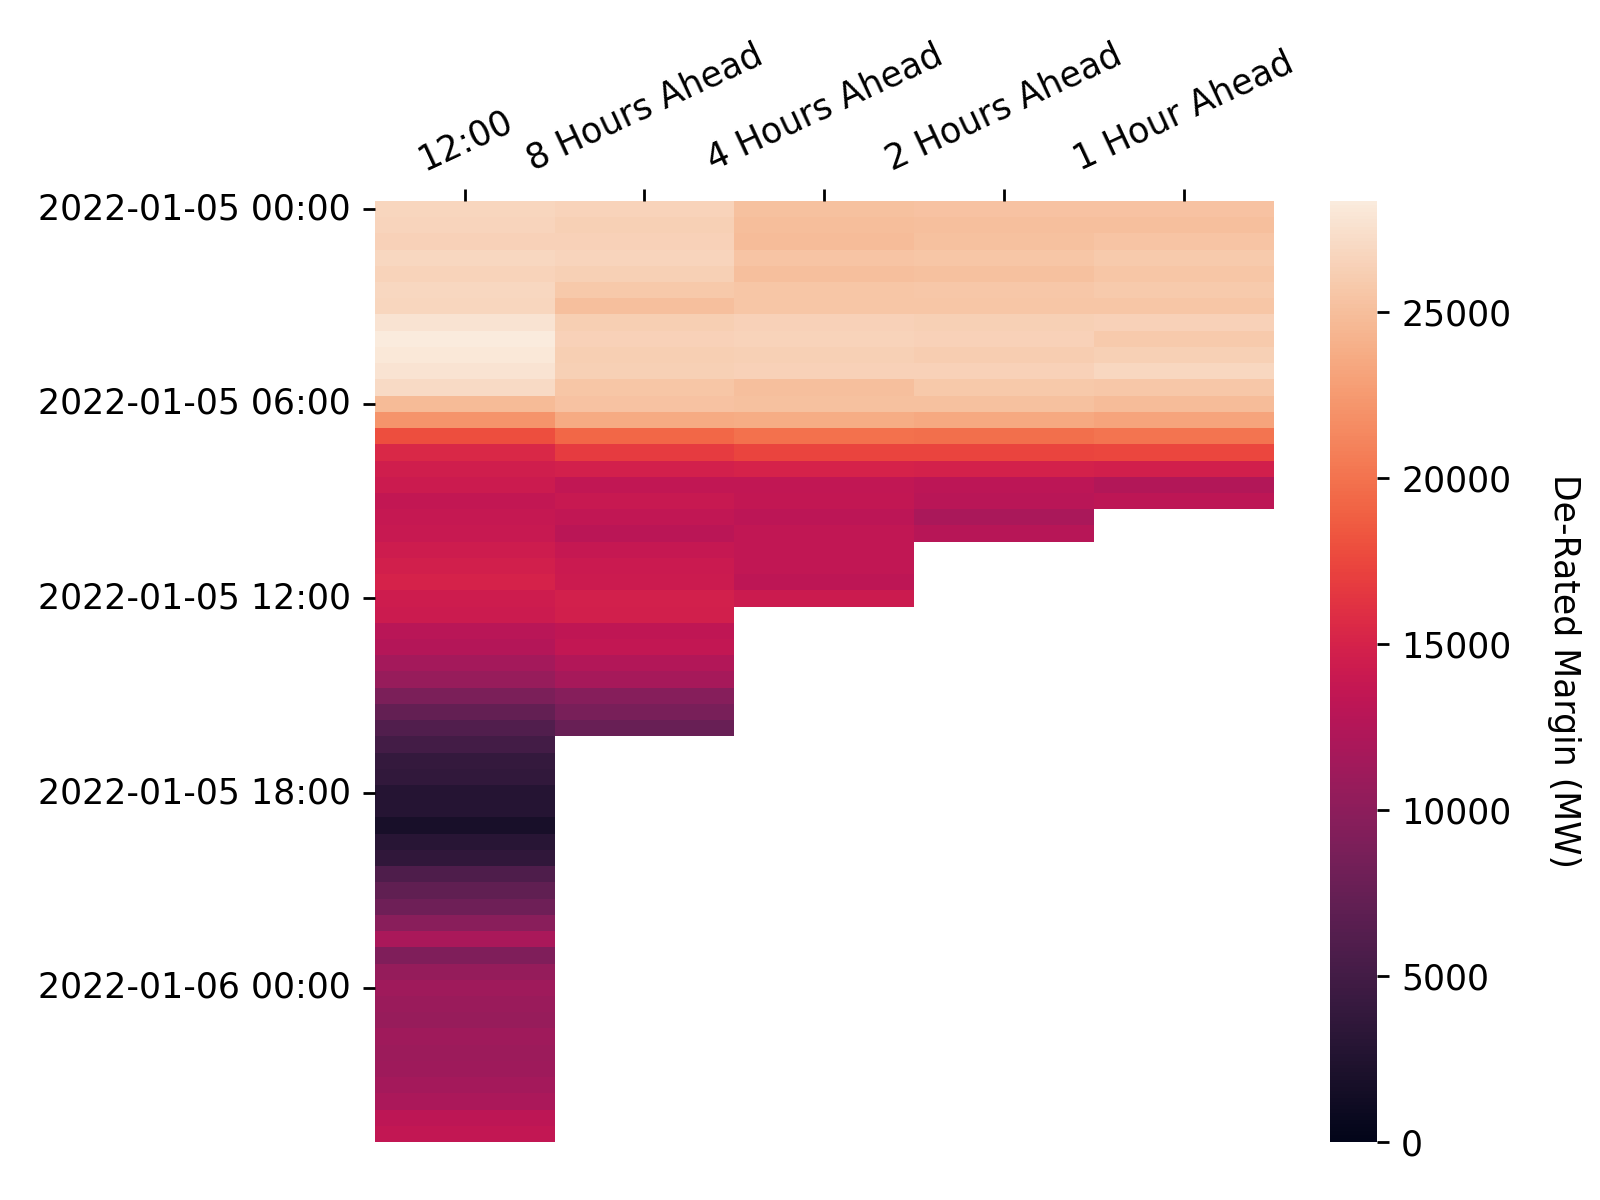 12:00
8 Hours Ahead
4 Hours Ahead
2 Hours Ahead
1 Hour Ahead
2022-01-05 00:00
2022-01-05 06:00
2022-01-05 12:00
2022-01-05 18:00
2022-01-06 00:00
25000
20000
15000
10000
5000
0
De-Rated Margin (MW)